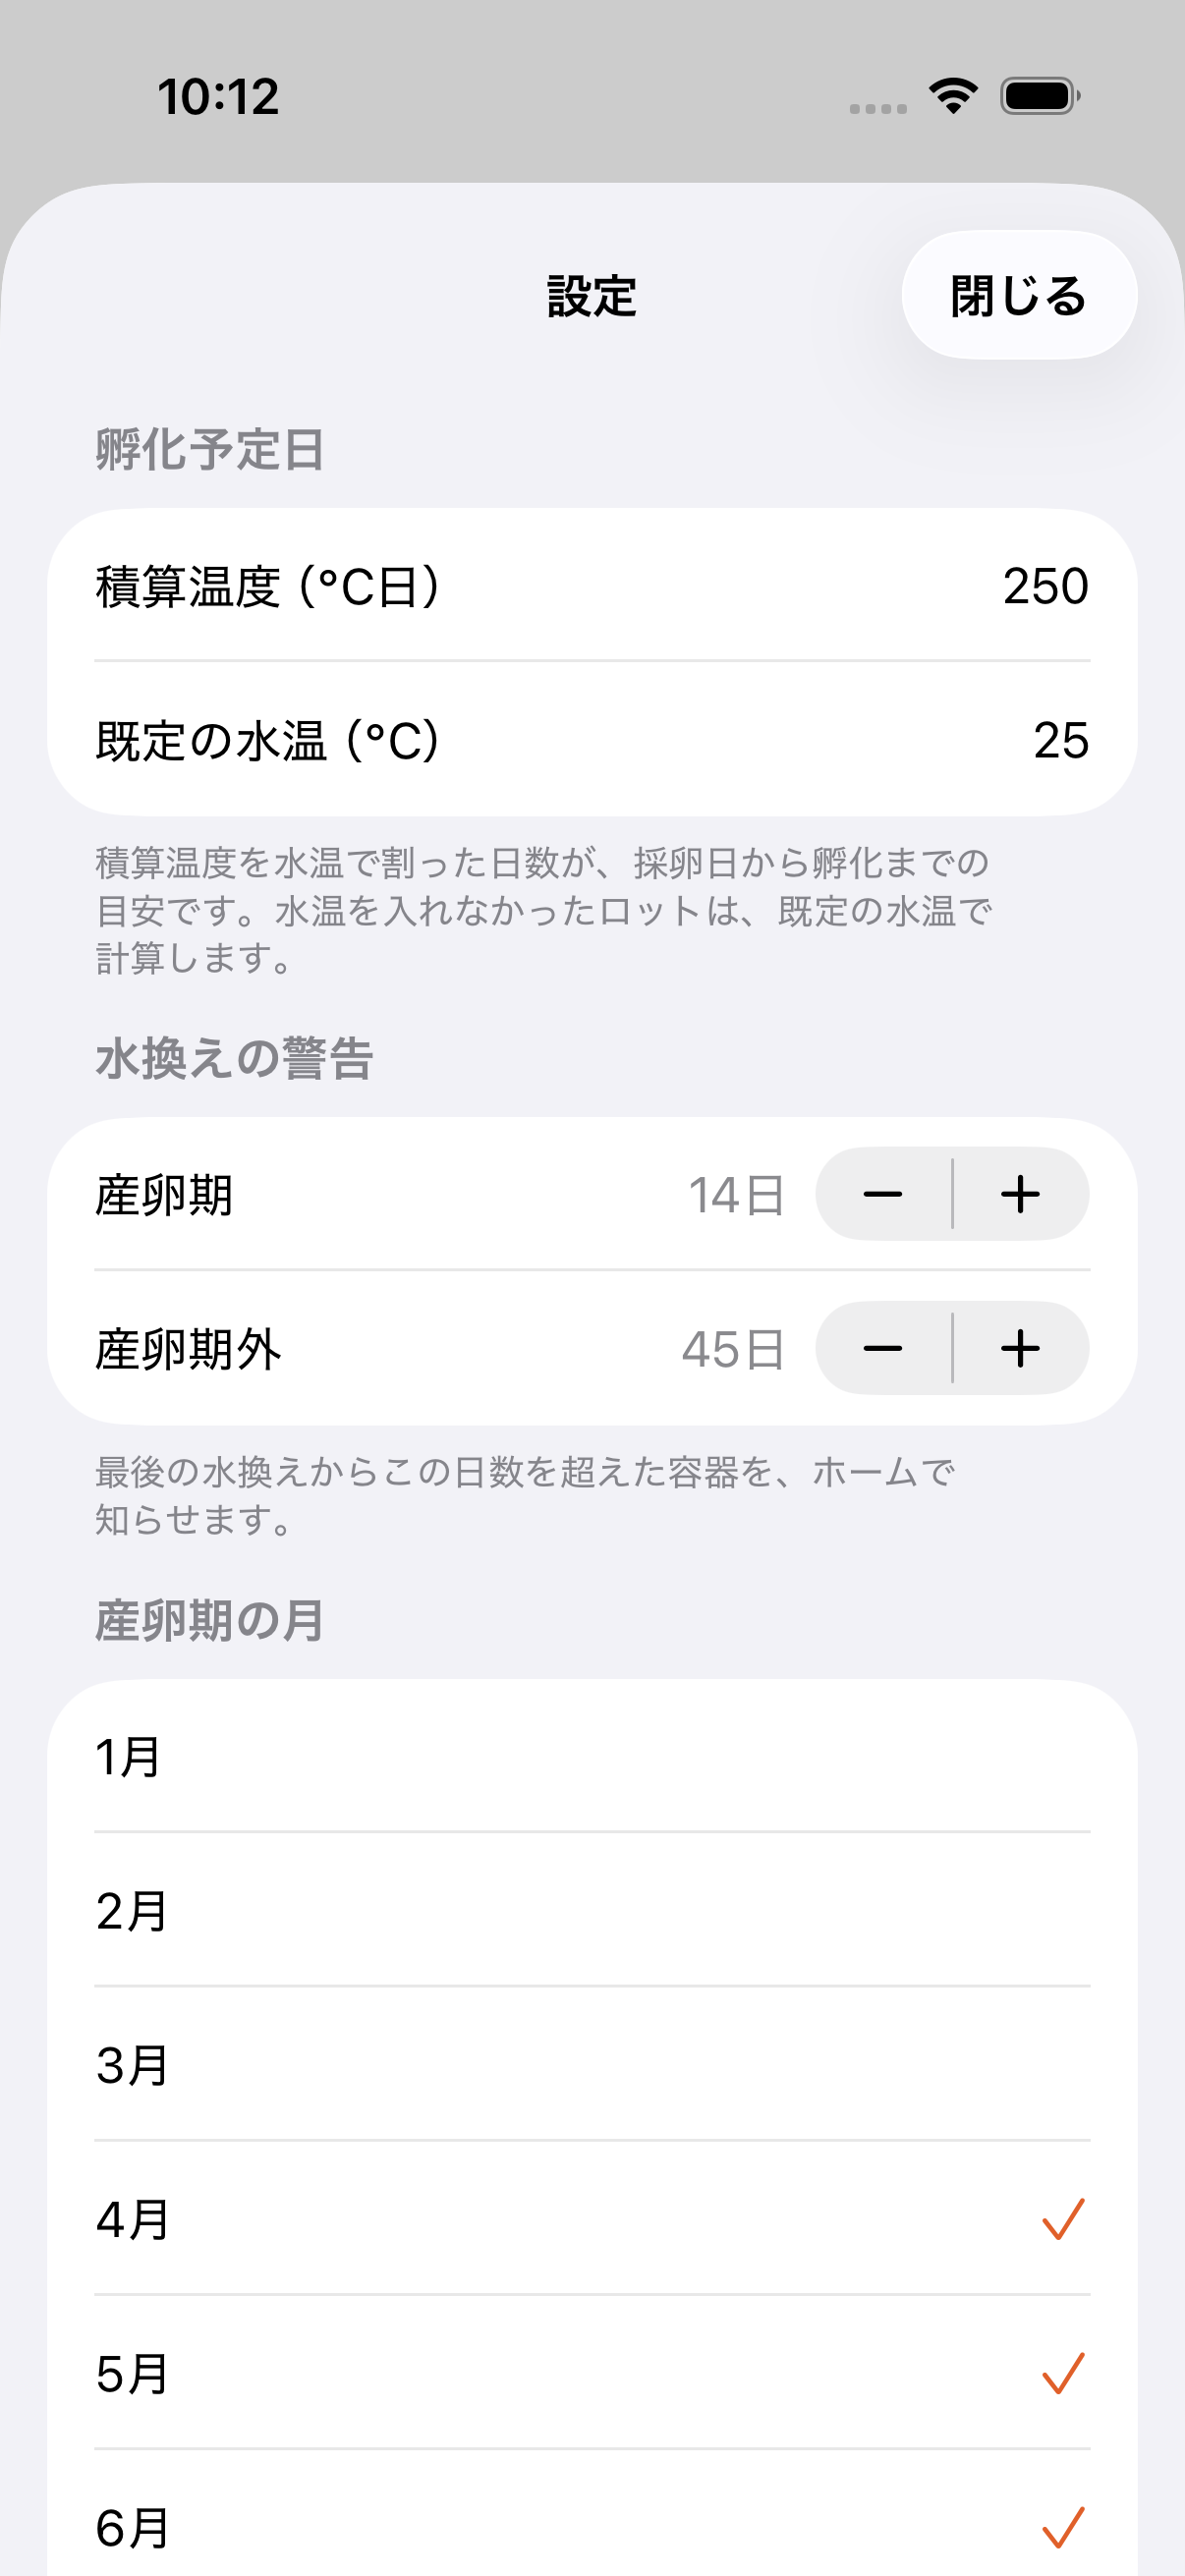 10:12
設定
閉じる
孵化予定日
積算温度（°C日）
250
既定の水温（°C）
25
積算温度を水温で割った日数が、採卵日から孵化までの
目安です。水温を入れなかったロットは、既定の水温で
計算します。
水換えの警告
産卵期
14日
産卵期外
45日
最後の水換えからこの日数を超えた容器を、ホームで
知らせます。
産卵期の月
1月
2月
3月
4月
5月
6月